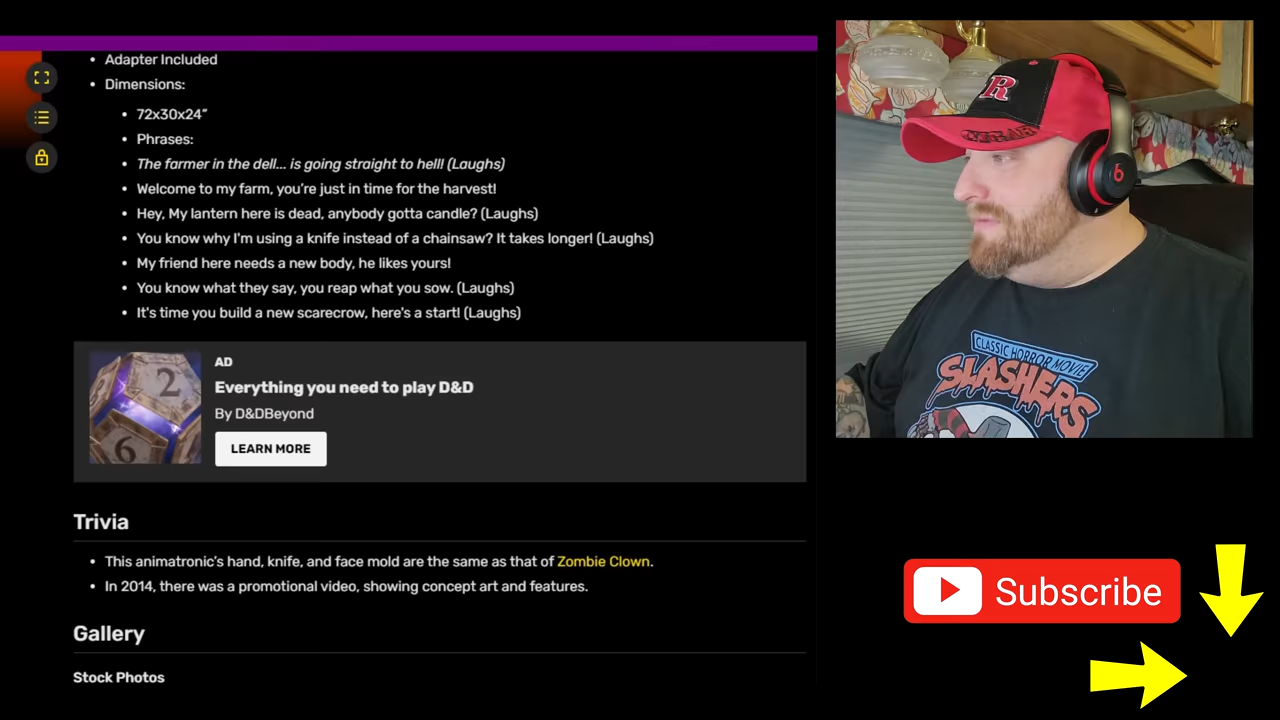 Adapter Included
Dimensions:
72x30x24”
Phrases:
The farmer in the dell... is going straight to hell! (Laughs)
Welcome to my farm, you’re just in time for the harvest!
Hey, My lantern here is dead, anybody gotta candle? (Laughs)
You know why I'm using a knife instead of a chainsaw? It takes longer! (Laughs)
My friend here needs a new body, he likes yours!
You know what they say, you reap what you sow. (Laughs)
It's time you build a new scarecrow, here's a start! (Laughs)
2
6
AD
Everything you need to play D&D
By D&DBeyond
LEARN MORE
Trivia
This animatronic’s hand, knife, and face mold are the same as that of Zombie Clown.
In 2014, there was a promotional video, showing concept art and features.
Gallery
Stock Photos
R
b
CLASSIC HORROR MOVIE
SLASHERS
Subscribe